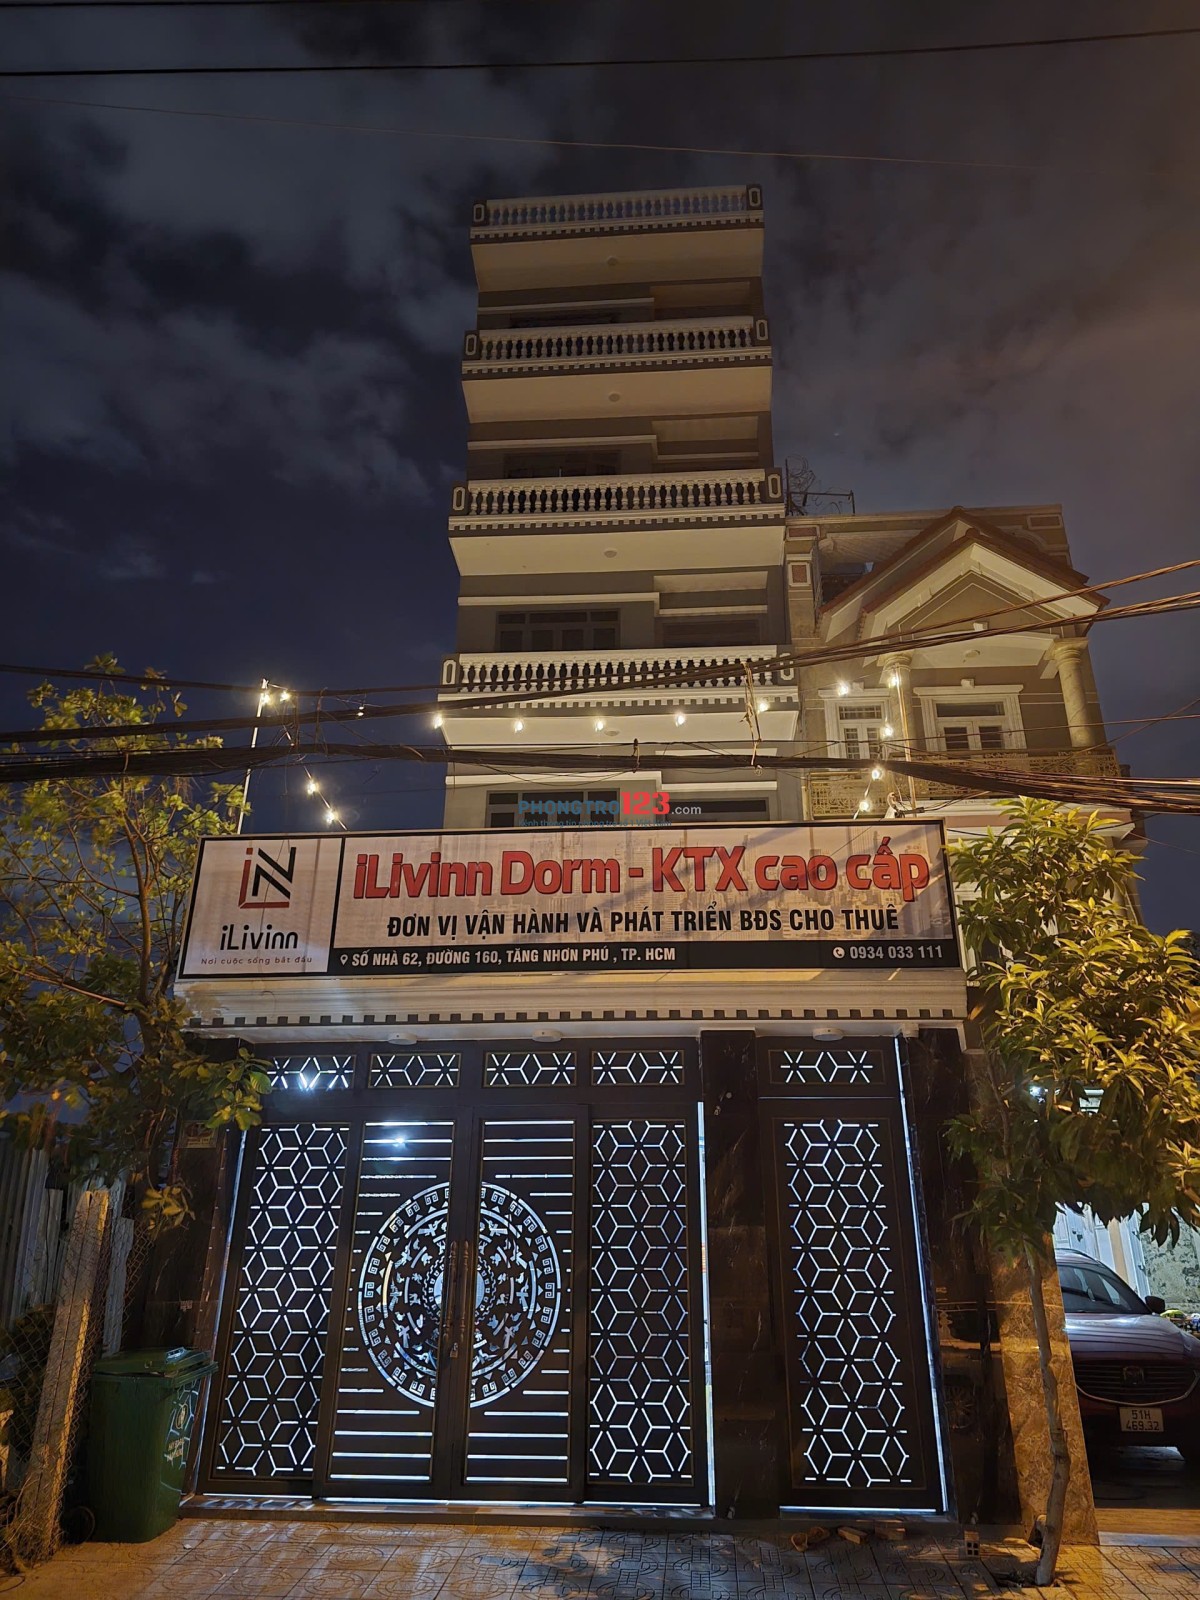 PHONGTRO123.com
iLivinn
Nơi cuộc sống bắt đầu
iLivinn Dorm - KTX cao cấp
ĐƠN VỊ VẬN HÀNH VÀ PHÁT TRIỂN BĐS CHO THUÊ
SỐ NHÀ 62, ĐƯỜNG 160, TĂNG NHƠN PHÚ , TP. HCM
0934 033 111
51H
469.32